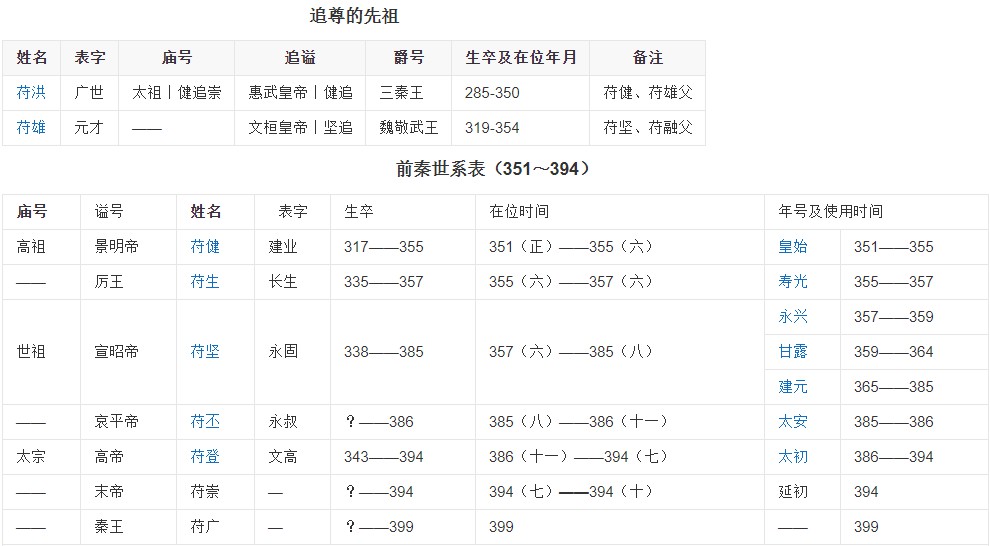 追尊的先祖
姓名 表字 庙号 追谥 爵号 生卒及在位年月 备注
苻洪 广世 太祖丨健追崇 惠武皇帝丨健追 三秦王 285-350 苻健、苻雄父
苻雄 元才 —— 文桓皇帝丨坚追 魏敬武王 319-354 苻坚、苻融父
前秦世系表（351～394）
庙号 谥号 姓名 表字 生卒 在位时间 年号及使用时间
高祖 景明帝 苻健 建业 317——355 351（正）——355（六） 皇始 351——355
—— 厉王 苻生 长生 335——357 355（六）——357（六） 寿光 355——357
世祖 宣昭帝 苻坚 永固 338——385 357（六）——385（八） 永兴 357——359
甘露 359——364
建元 365——385
—— 哀平帝 苻丕 永叔 ？——386 385（八）——386（十一） 太安 385——386
太宗 高帝 苻登 文高 343——394 386（十一）——394（七） 太初 386——394
—— 末帝 苻崇 — ？——394 394（七）——394（十） 延初 394
—— 秦王 苻广 — ？——399 399 —— 399